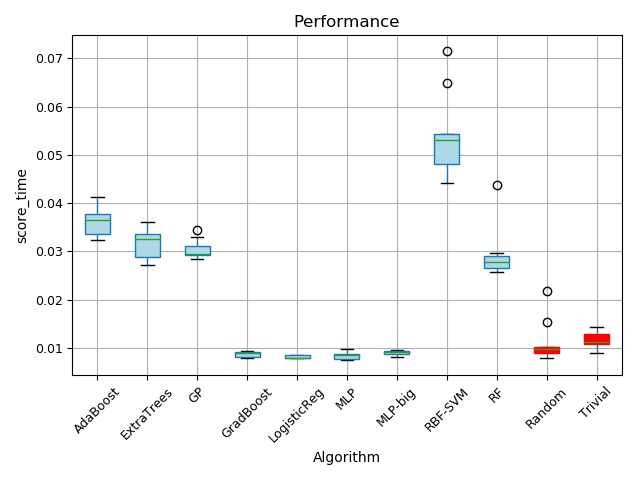 Performance
0.07
0.06
0.05
0.04
0.03
0.02
0.01
score_time
AdaBoost
ExtraTrees
GP
GradBoost
LogisticReg
MLP
MLP-big
RBF-SVM
RF
Random
Trivial
Algorithm